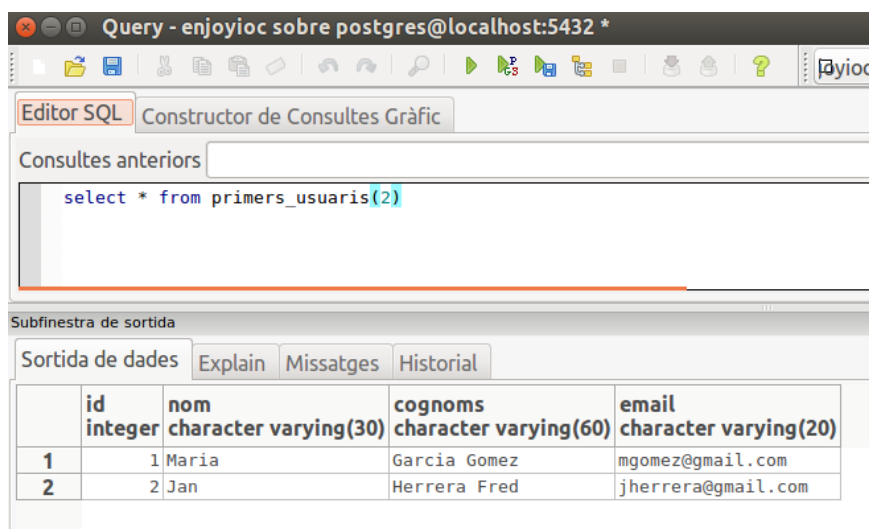 Query - enjoyioc sobre postgres@localhost:5432 *
Editor SQL Constructor de Consultes Gràfic
Consultes anteriors
select * from primers_usuaris(2)
Subfinestra de sortida
Sortida de dades Explain Missatges Historial
id nom cognoms email
integer character varying(30) character varying(60) character varying(20)
1 1 Maria Garcia Gomez mgomez@gmail.com
2 2 Jan Herrera Fred jherrera@gmail.com